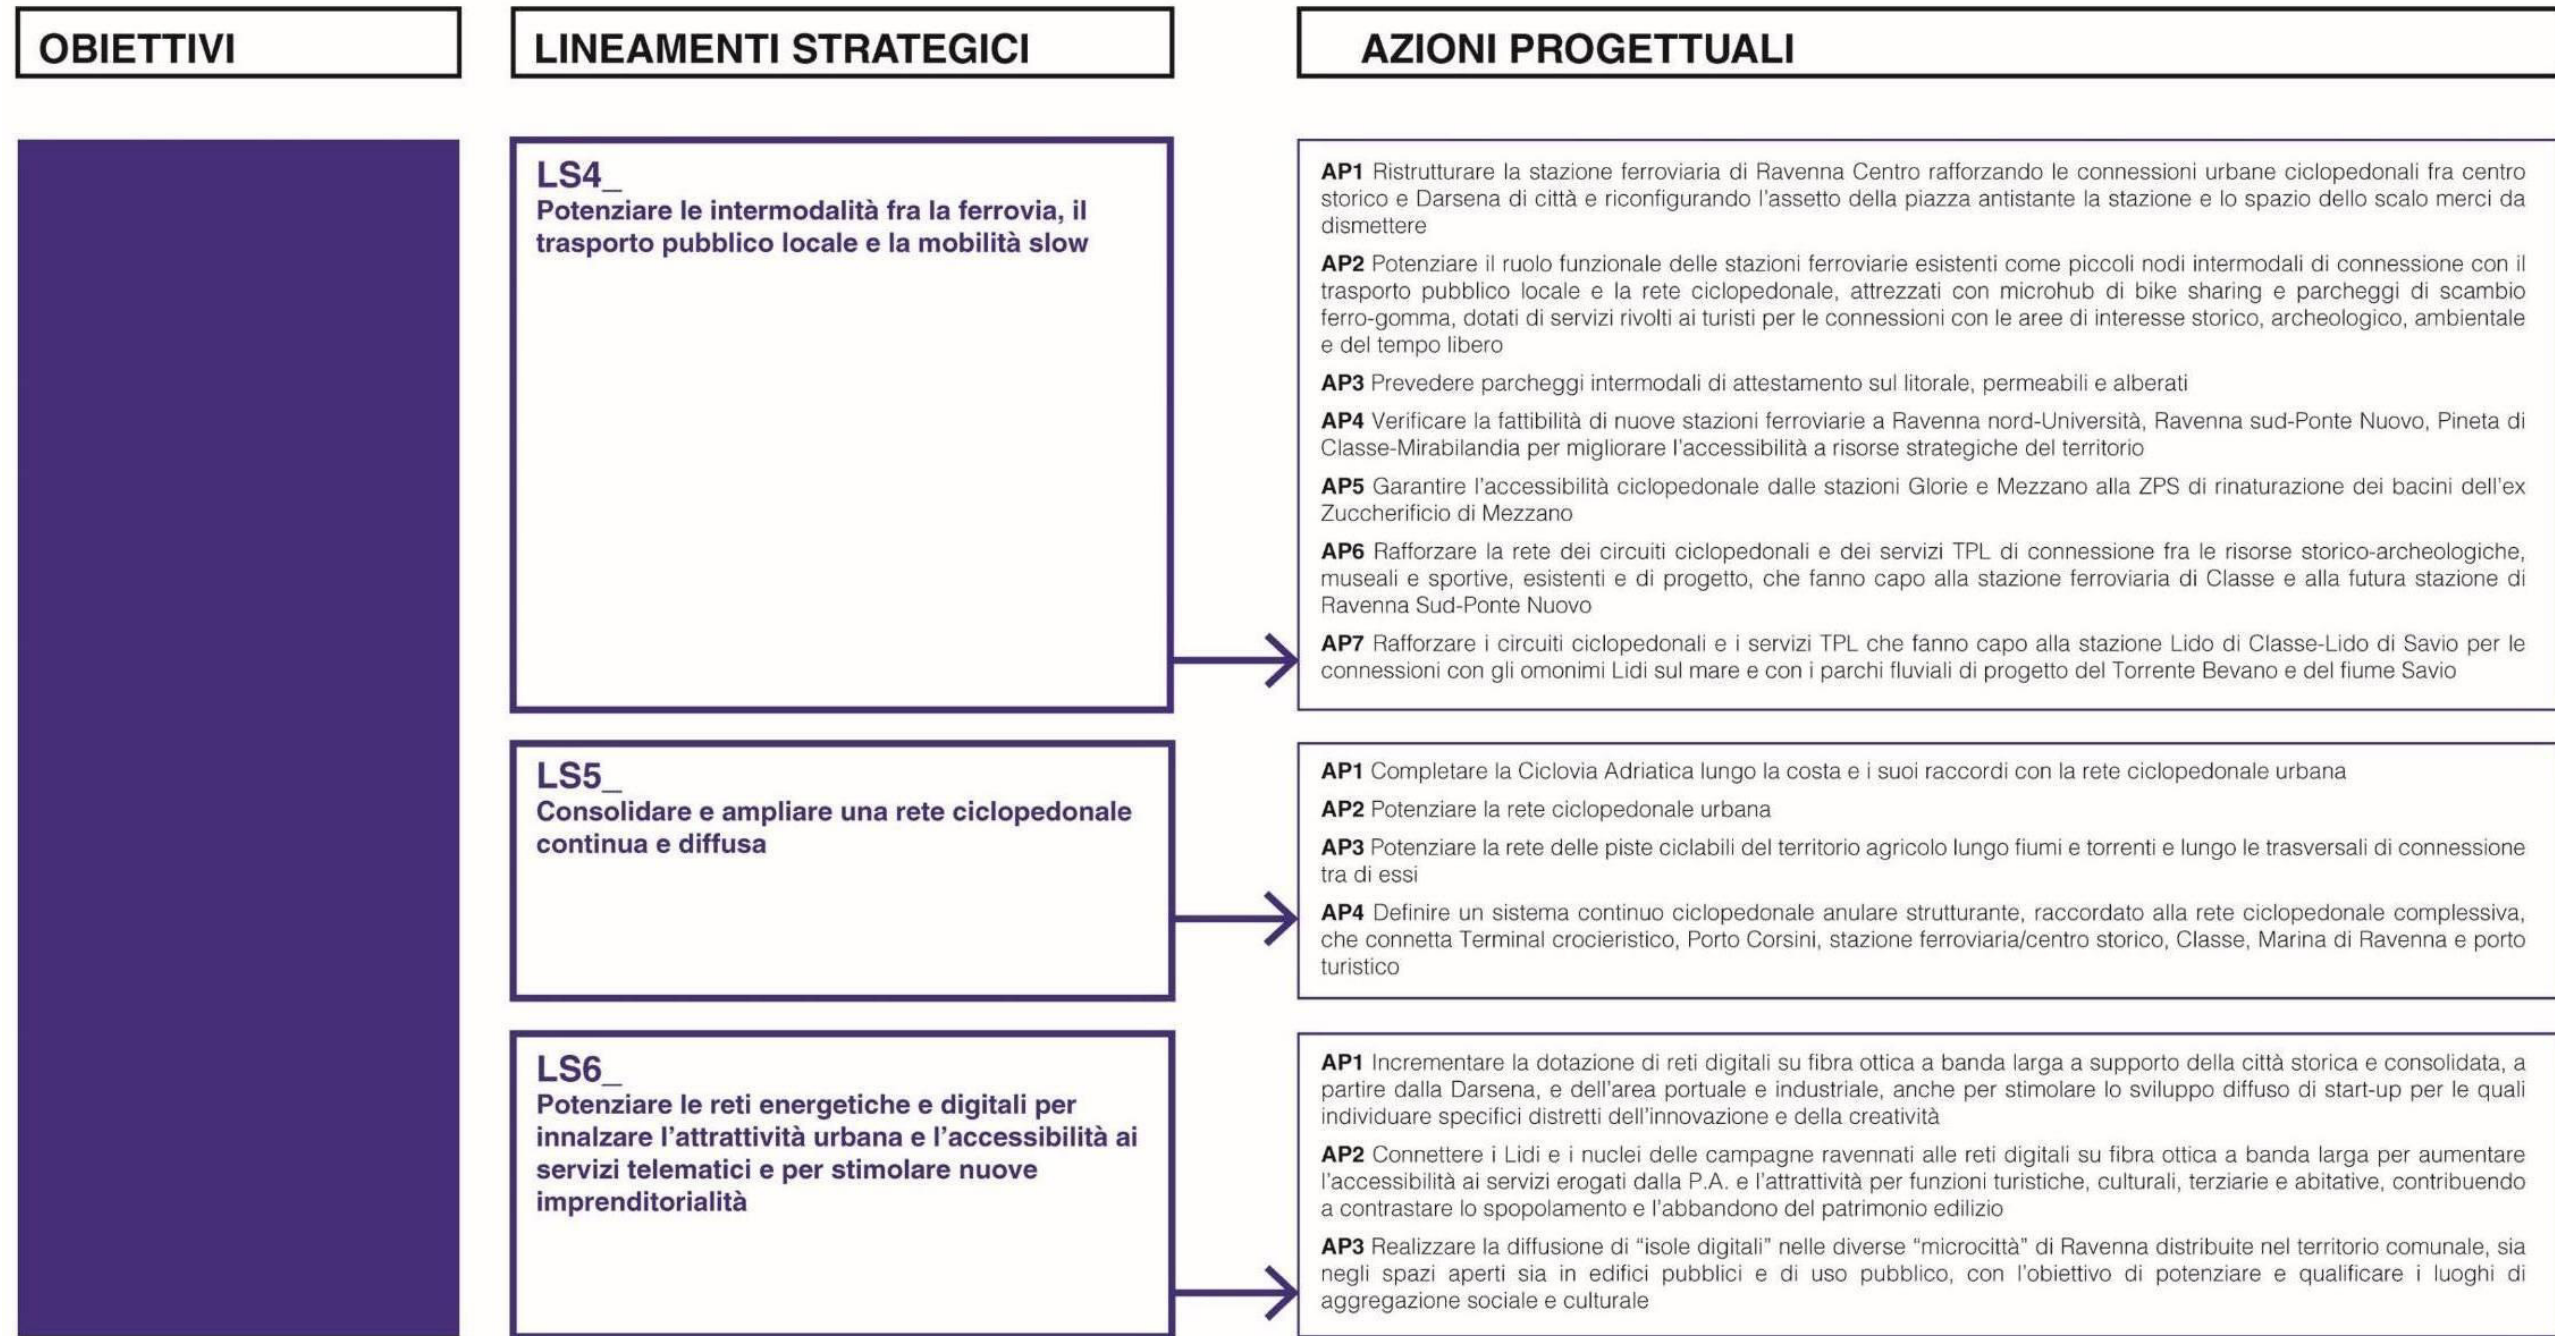 OBIETTIVI
LINEAMENTI STRATEGICI
AZIONI PROGETTUALI
LS4_
Potenziare le intermodalità fra la ferrovia, il
trasporto pubblico locale e la mobilità slow
AP1 Ristrutturare la stazione ferroviaria di Ravenna Centro rafforzando le connessioni urbane ciclopedonali fra centro
storico e Darsena di città e riconfigurando l'assetto della piazza antistante la stazione e lo spazio dello scalo merci da
dismettere
AP2 Potenziare il ruolo funzionale delle stazioni ferroviarie esistenti come piccoli nodi intermodali di connessione con il
trasporto pubblico locale e la rete ciclopedonale, attrezzati con microhub di bike sharing e parcheggi di scambio
ferro-gomma, dotati di servizi rivolti ai turisti per le connessioni con le aree di interesse storico, archeologico, ambientale
e del tempo libero
AP3 Prevedere parcheggi intermodali di attestamento sul litorale, permeabili e alberati
AP4 Verificare la fattibilità di nuove stazioni ferroviarie a Ravenna nord-Università, Ravenna sud-Ponte Nuovo, Pineta di
Classe-Mirabilandia per migliorare l'accessibilità a risorse strategiche del territorio
AP5 Garantire l'accessibilità ciclopedonale dalle stazioni Glorie e Mezzano alla ZPS di rinaturazione dei bacini dell'ex
Zuccherificio di Mezzano
AP6 Rafforzare la rete dei circuiti ciclopedonali e dei servizi TPL di connessione fra le risorse storico-archeologiche,
museali e sportive, esistenti e di progetto, che fanno capo alla stazione ferroviaria di Classe e alla futura stazione di
Ravenna Sud-Ponte Nuovo
AP7 Rafforzare i circuiti ciclopedonali e i servizi TPL che fanno capo alla stazione Lido di Classe-Lido di Savio per le
connessioni con gli omonimi Lidi sul mare e con i parchi fluviali di progetto del Torrente Bevano e del fiume Savio
LS5_
Consolidare e ampliare una rete ciclopedonale
continua e diffusa
AP1 Completare la Ciclovia Adriatica lungo la costa e i suoi raccordi con la rete ciclopedonale urbana
AP2 Potenziare la rete ciclopedonale urbana
AP3 Potenziare la rete delle piste ciclabili del territorio agricolo lungo fiumi e torrenti e lungo le trasversali di connessione
tra di essi
AP4 Definire un sistema continuo ciclopedonale anulare strutturante, raccordato alla rete ciclopedonale complessiva,
che connetta Terminal crocieristico, Porto Corsini, stazione ferroviaria/centro storico, Classe, Marina di Ravenna e porto
turistico
LS6_
Potenziare le reti energetiche e digitali per
innalzare l'attrattività urbana e l'accessibilità ai
servizi telematici e per stimolare nuove
imprenditorialità
AP1 Incrementare la dotazione di reti digitali su fibra ottica a banda larga a supporto della città storica e consolidata, a
partire dalla Darsena, e dell'area portuale e industriale, anche per stimolare lo sviluppo diffuso di start-up per le quali
individuare specifici distretti dell'innovazione e della creatività
AP2 Connettere i Lidi e i nuclei delle campagne ravennati alle reti digitali su fibra ottica a banda larga per aumentare
l'accessibilità ai servizi erogati dalla P.A. e l'attrattività per funzioni turistiche, culturali, terziarie e abitative, contribuendo
a contrastare lo spopolamento e l'abbandono del patrimonio edilizio
AP3 Realizzare la diffusione di "isole digitali" nelle diverse "microcittà" di Ravenna distribuite nel territorio comunale, sia
negli spazi aperti sia in edifici pubblici e di uso pubblico, con l'obiettivo di potenziare e qualificare i luoghi di
aggregazione sociale e culturale